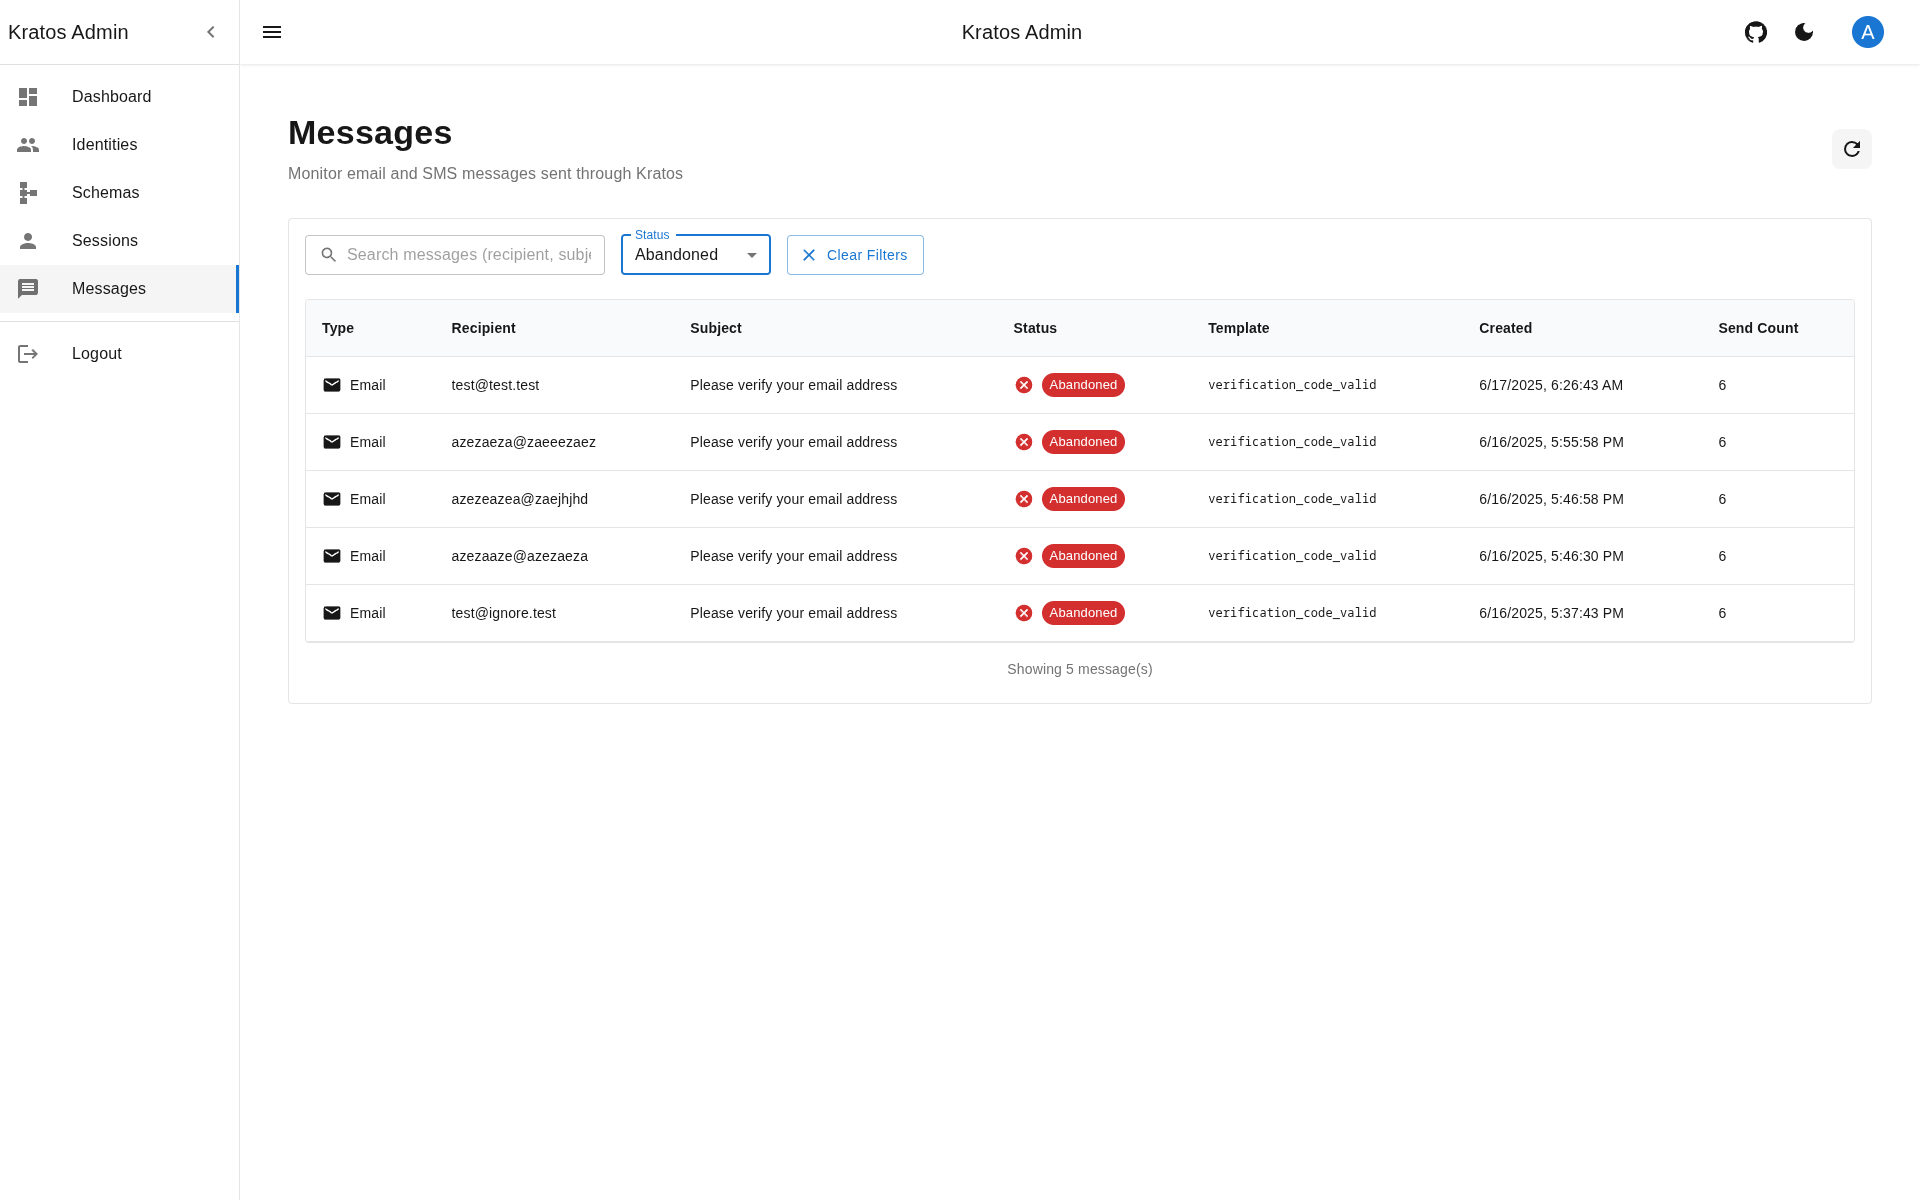 Kratos Admin
Kratos Admin
A
Dashboard
Identities
Schemas
Sessions
Messages
Logout
Messages
Monitor email and SMS messages sent through Kratos
Search messages (recipient, subje
Status
Abandoned
Clear Filters
Type Recipient Subject Status Template Created Send Count
Email test@test.test Please verify your email address Abandoned verification_code_valid 6/17/2025, 6:26:43 AM 6
Email azezaeza@zaeeezaez Please verify your email address Abandoned verification_code_valid 6/16/2025, 5:55:58 PM 6
Email azezeazea@zaejhjhd Please verify your email address Abandoned verification_code_valid 6/16/2025, 5:46:58 PM 6
Email azezaaze@azezaeza Please verify your email address Abandoned verification_code_valid 6/16/2025, 5:46:30 PM 6
Email test@ignore.test Please verify your email address Abandoned verification_code_valid 6/16/2025, 5:37:43 PM 6
Showing 5 message(s)